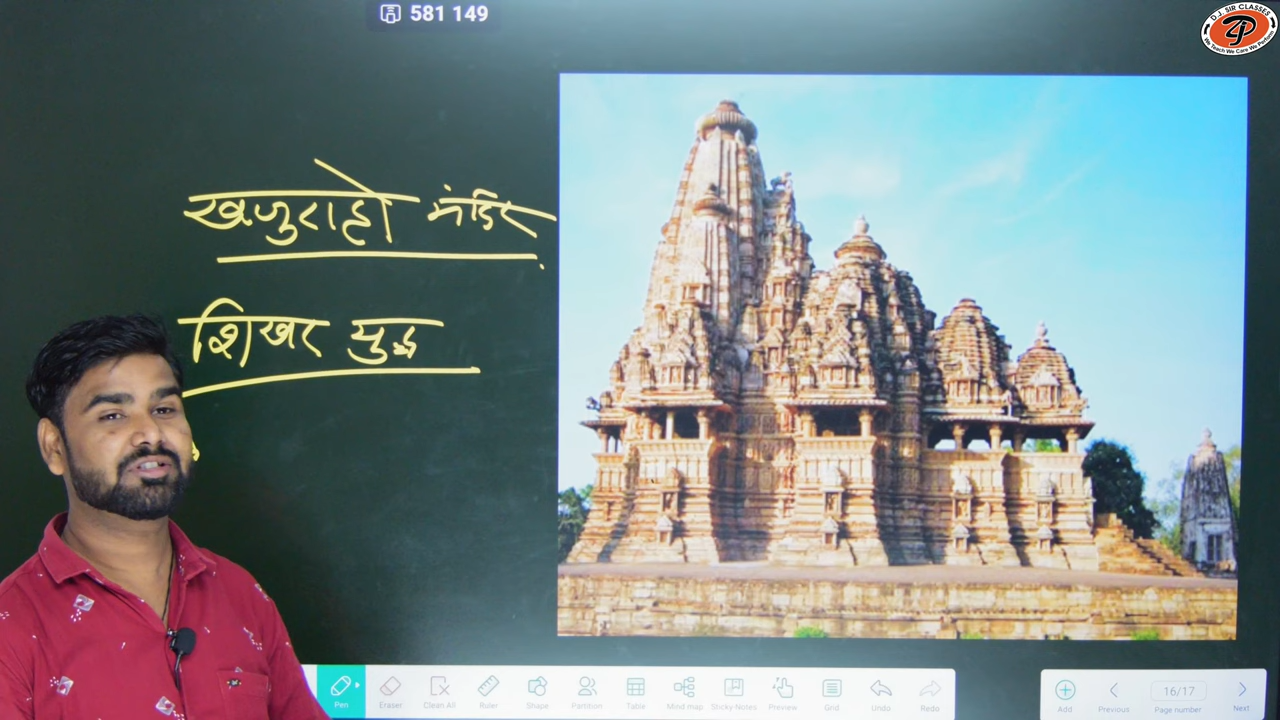 581 149
D.J. SIR CLASSES
We Teach We Care We Perform
खजुराहो मंदिर
शिखर युद्ध
Pen
Eraser
Clean All
Ruler
Shape
Partition
Table
Mind map
Sticky Notes
Preview
Grid
Undo
Redo
Add
Previous
16/17
Page number
Next